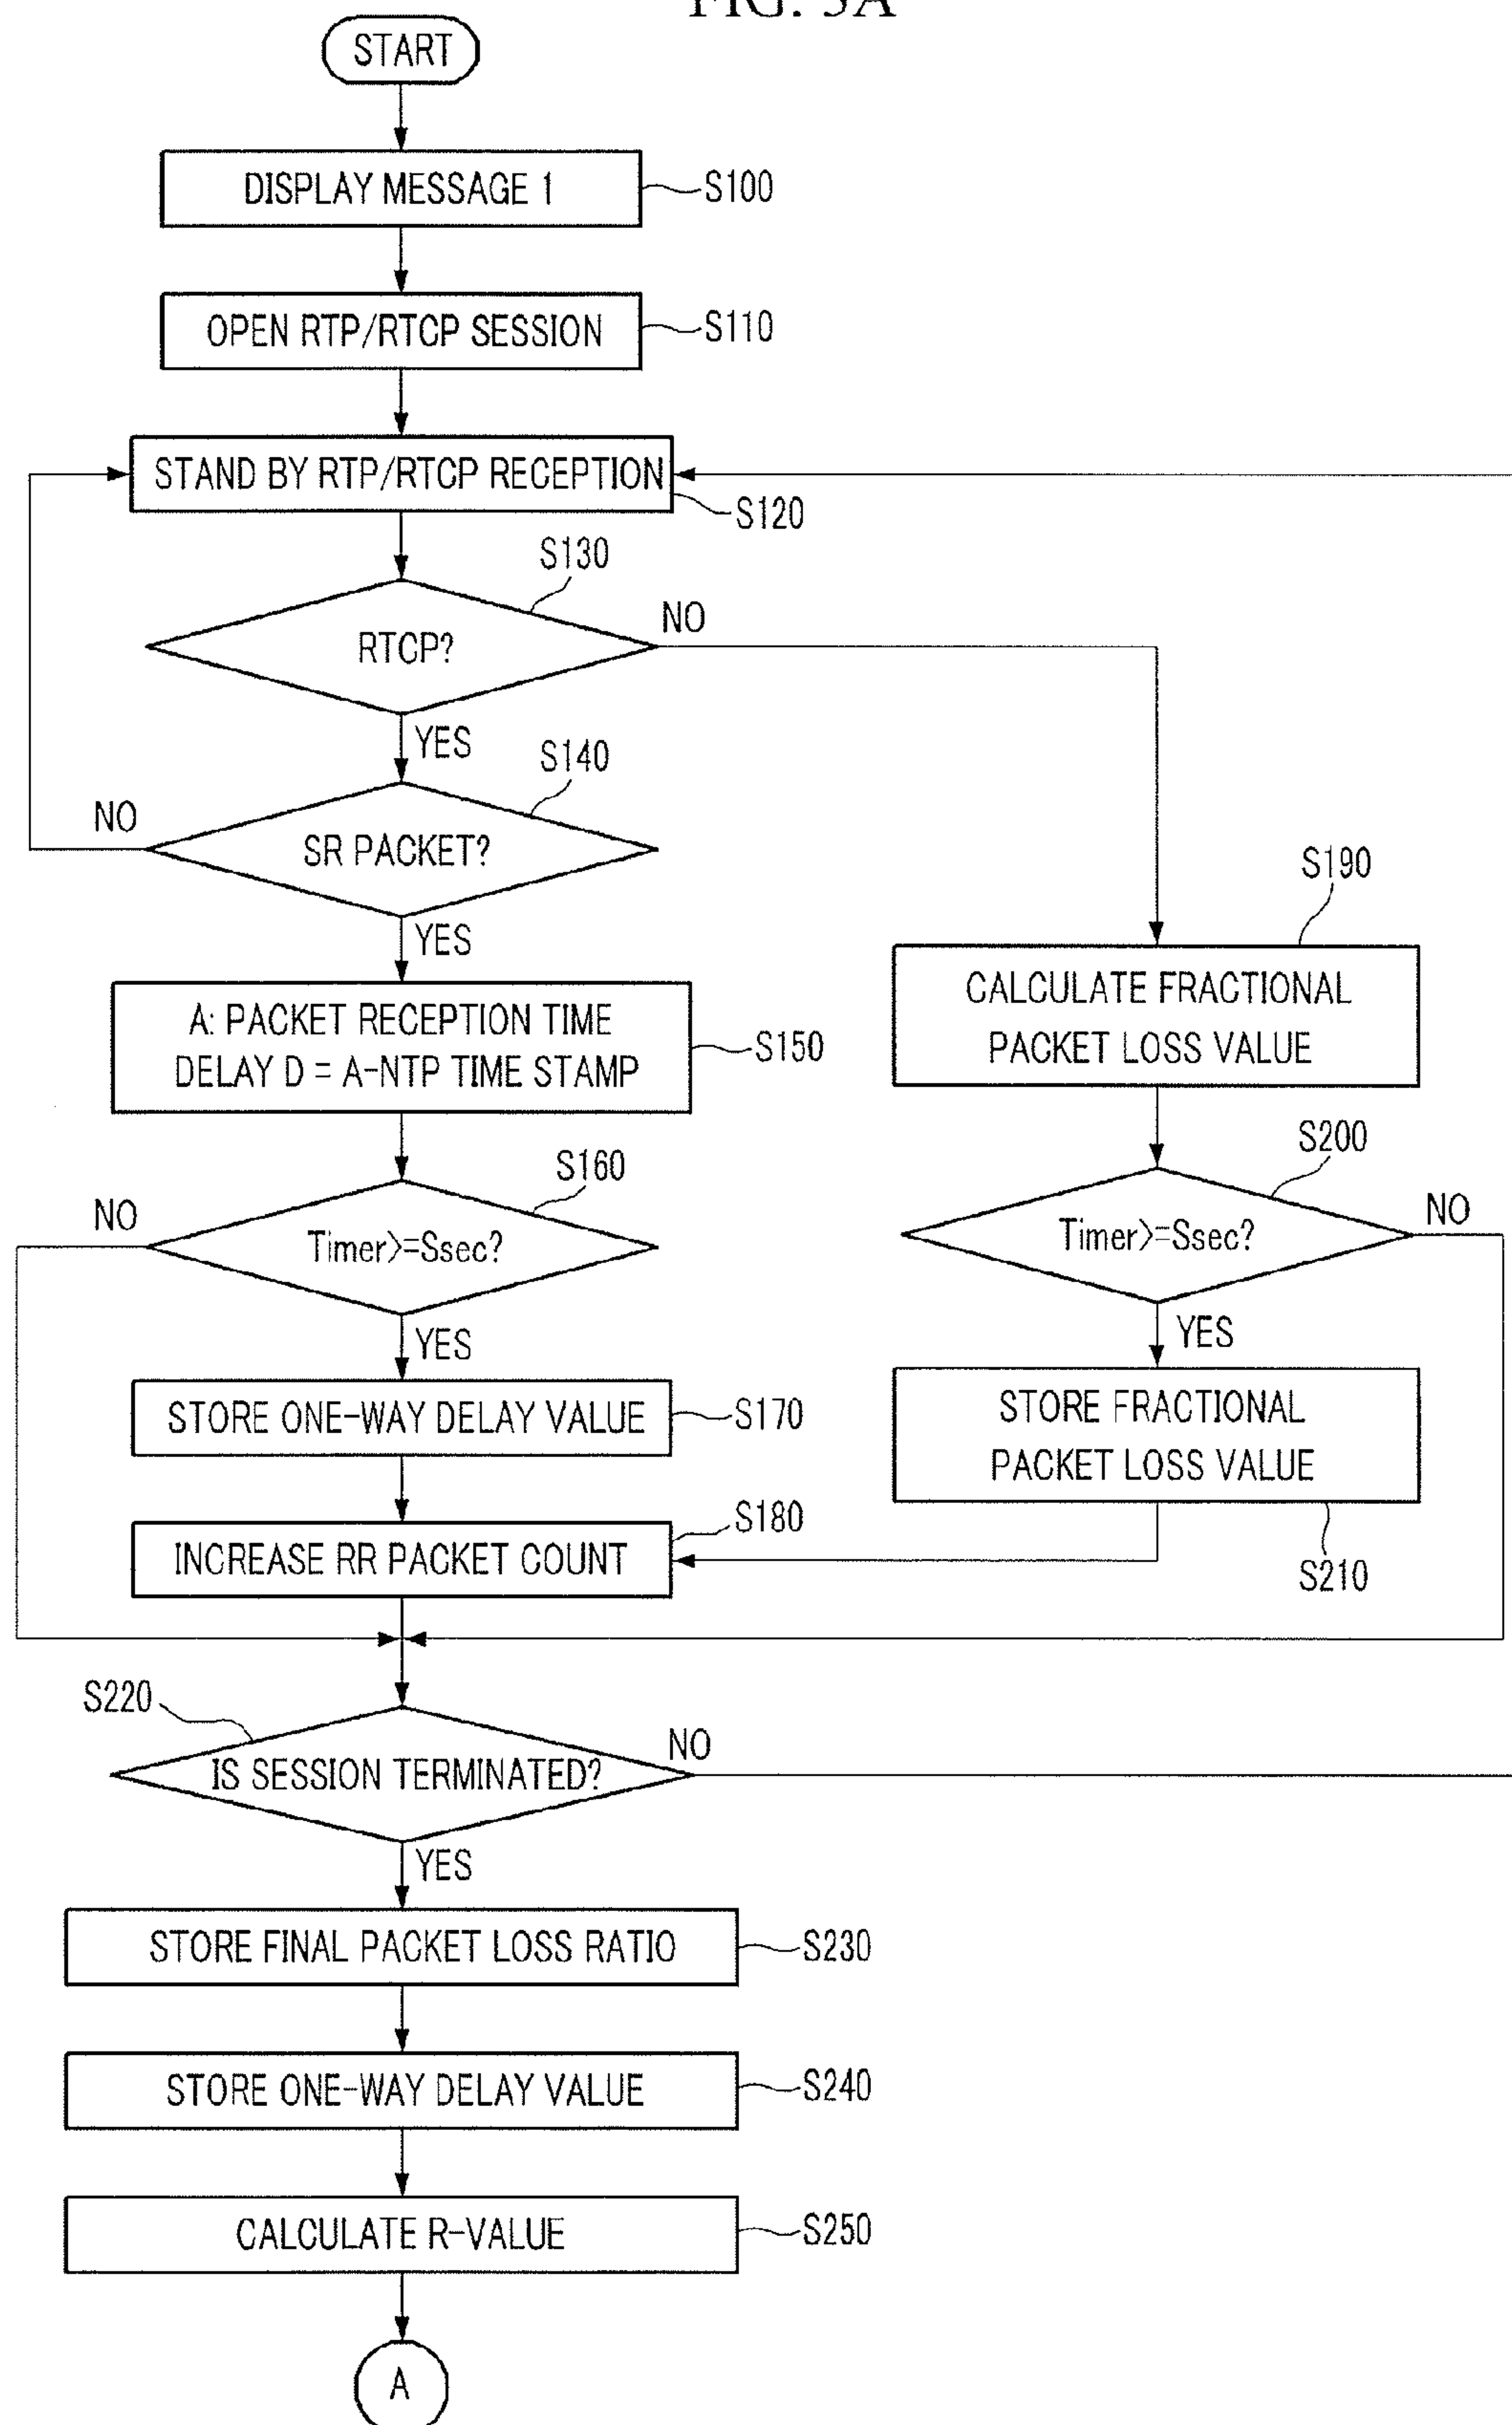 FIG. 3A
START
DISPLAY MESSAGE 1
S100
OPEN RTP/RTCP SESSION
S110
STAND BY RTP/RTCP RECEPTION
S120
S130
RTCP?
NO
YES
S140
NO
SR PACKET?
YES
S190
CALCULATE FRACTIONAL
PACKET LOSS VALUE
A: PACKET RECEPTION TIME
DELAY D = A-NTP TIME STAMP
S150
S160
NO
Timer>=Ssec?
YES
S200
Timer>=Ssec?
NO
YES
STORE ONE-WAY DELAY VALUE
S170
STORE FRACTIONAL
PACKET LOSS VALUE
S210
INCREASE RR PACKET COUNT
S180
S220
IS SESSION TERMINATED?
NO
YES
STORE FINAL PACKET LOSS RATIO
S230
STORE ONE-WAY DELAY VALUE
S240
CALCULATE R-VALUE
S250
A